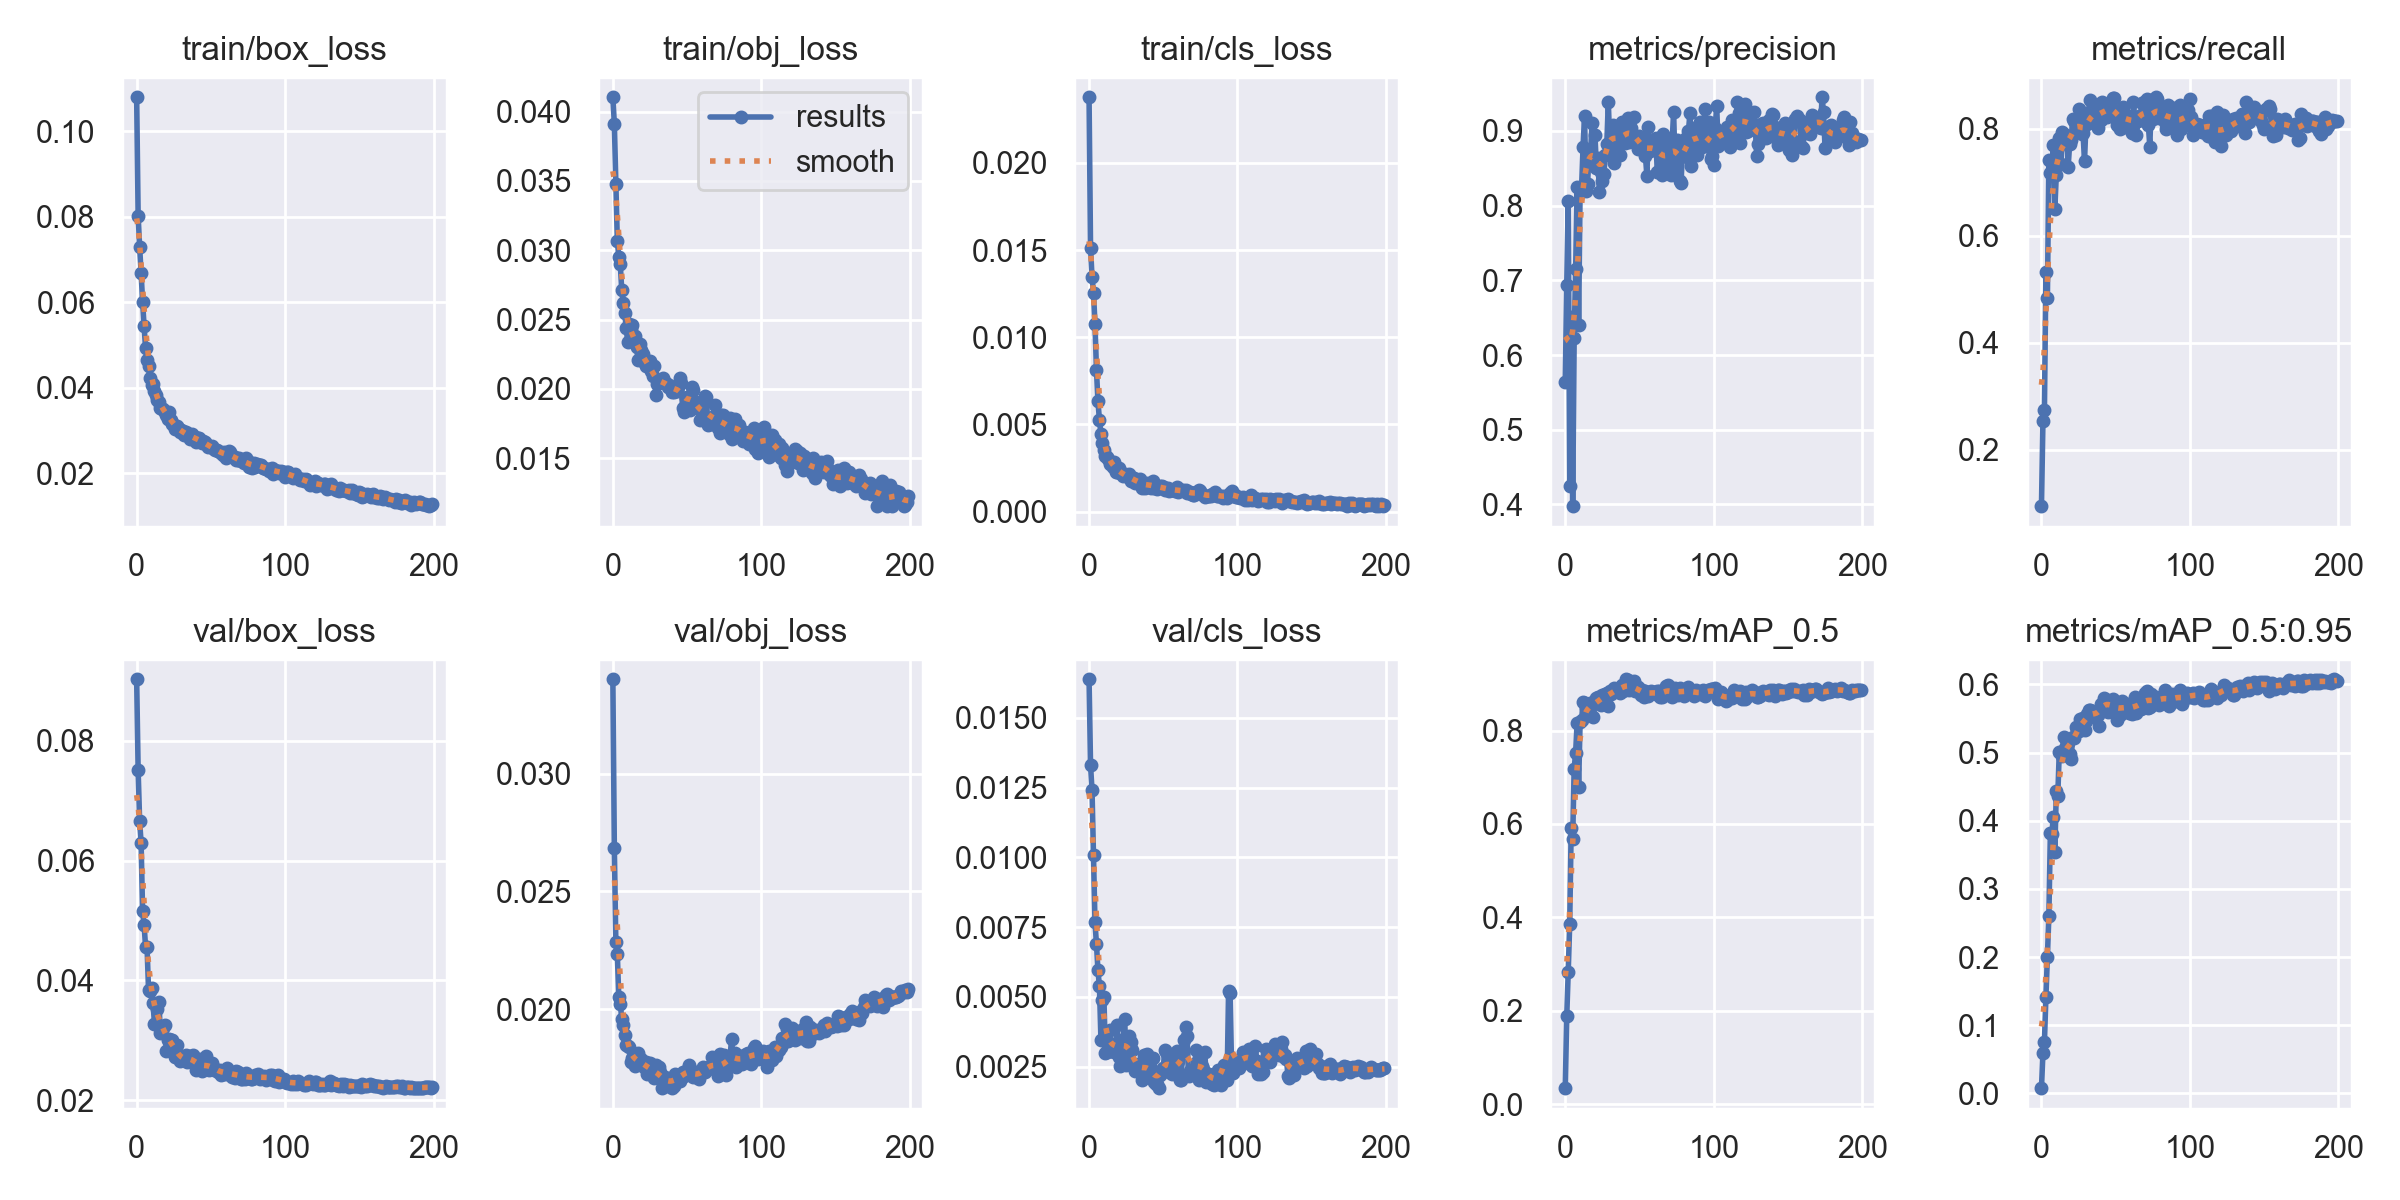 train/box_loss
train/obj_loss
train/cls_loss
metrics/precision
metrics/recall
0.10
0.08
0.06
0.04
0.02
0 100 200
0.040
0.035
0.030
0.025
0.020
0.015
results
smooth
0 100 200
0.020
0.015
0.010
0.005
0.000
0 100 200
0.9
0.8
0.7
0.6
0.5
0.4
0 100 200
0.8
0.6
0.4
0.2
0 100 200
val/box_loss
val/obj_loss
val/cls_loss
metrics/mAP_0.5
metrics/mAP_0.5:0.95
0.08
0.06
0.04
0.02
0 100 200
0.030
0.025
0.020
0 100 200
0.0150
0.0125
0.0100
0.0075
0.0050
0.0025
0 100 200
0.8
0.6
0.4
0.2
0.0
0 100 200
0.6
0.5
0.4
0.3
0.2
0.1
0.0
0 100 200